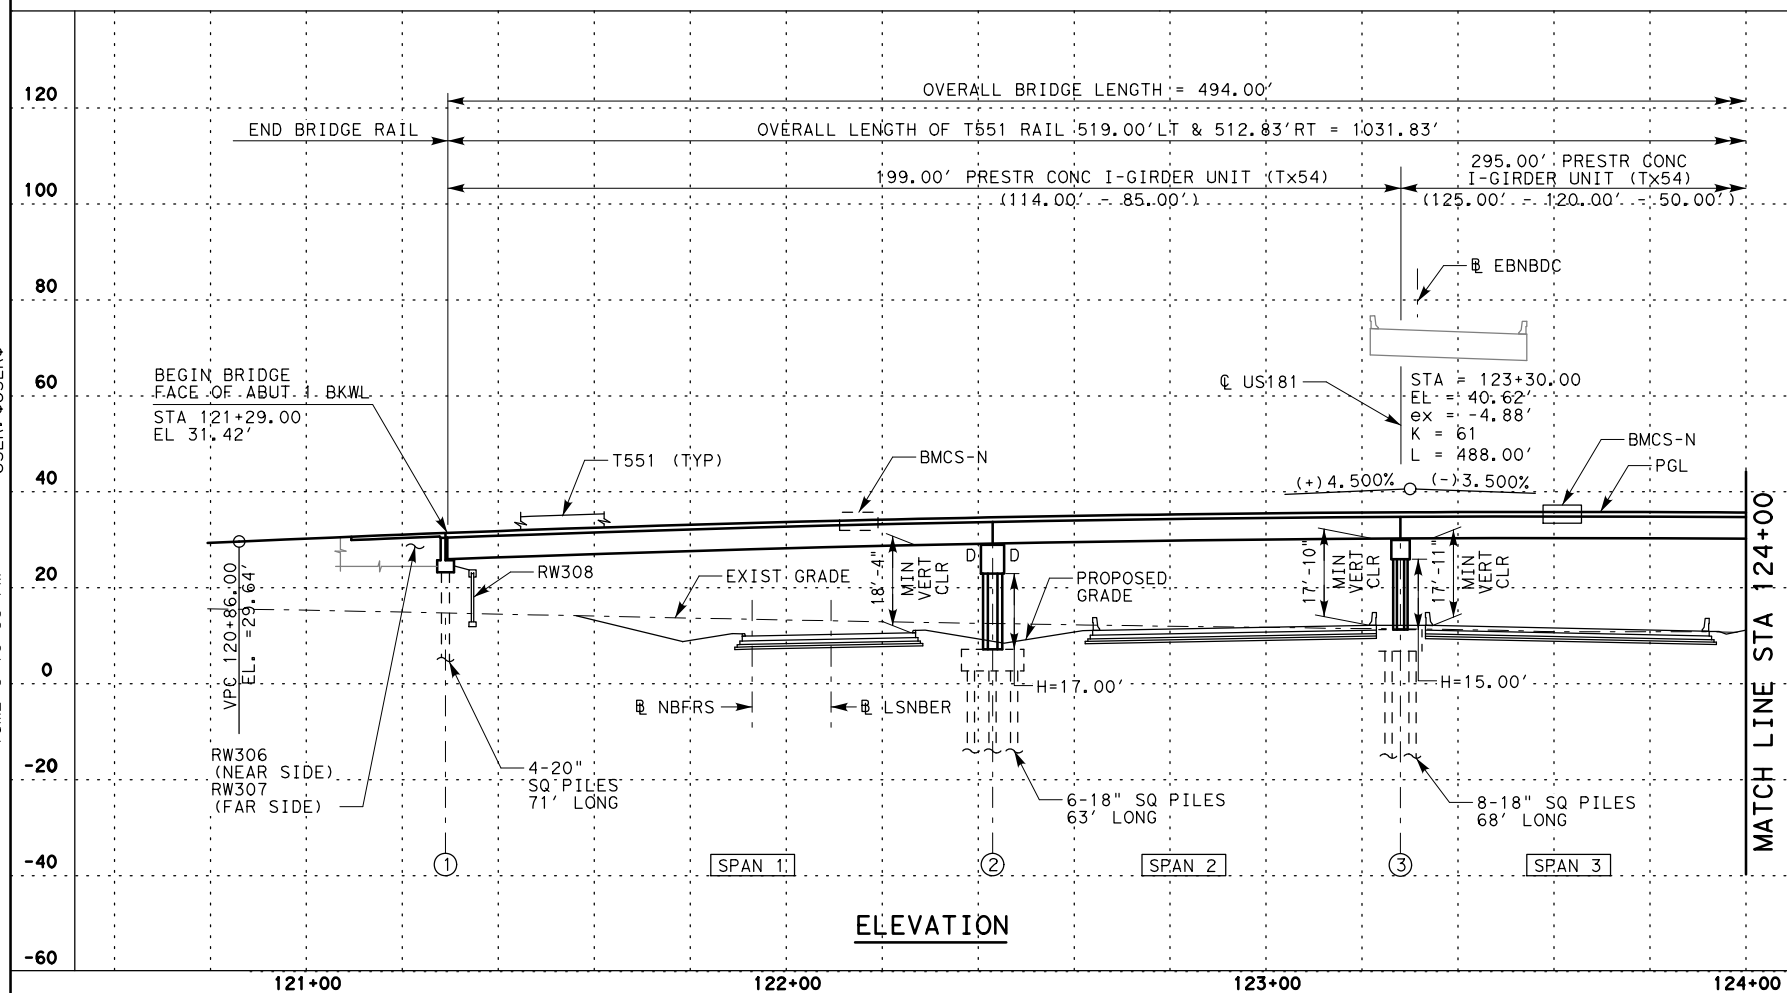 OVERALL BRIDGE LENGTH = 494.00'
END BRIDGE RAIL
OVERALL LENGTH OF T551 RAIL 519.00'LT & 512.83'RT = 1031.83'
199.00' PRESTR CONC I-GIRDER UNIT (Tx54)
(114.00' - 85.00')
295.00' PRESTR CONC
I-GIRDER UNIT (Tx54)
(125.00' - 120.00' - 50.00')
120
100
80
60
40
20
0
-20
-40
-60
℄ EBNBDC
BEGIN BRIDGE
FACE OF ABUT 1 BKWL
STA 121+29.00
EL 31.42'
℄ US181
STA = 123+30.00
EL = 40.62'
ex = -4.88'
K = 61
L = 488.00'
(+)4.500%
(-)3.500%
T551 (TYP)
BMCS-N
BMCS-N
PGL
VPC 120+86.00
EL. =29.64'
RW308
EXIST GRADE
18'-4"
MIN
VERT
CLR
D D
PROPOSED
GRADE
17'-10"
MIN
VERT
CLR
17'-11"
MIN
VERT
CLR
H=17.00'
H=15.00'
℄ NBFRS
℄ LSNBER
RW306
(NEAR SIDE)
RW307
(FAR SIDE)
4-20"
SQ PILES
71' LONG
6-18" SQ PILES
63' LONG
8-18" SQ PILES
68' LONG
MATCH LINE STA 124+00
1
SPAN 1
2
SPAN 2
3
SPAN 3
ELEVATION
121+00
122+00
123+00
124+00